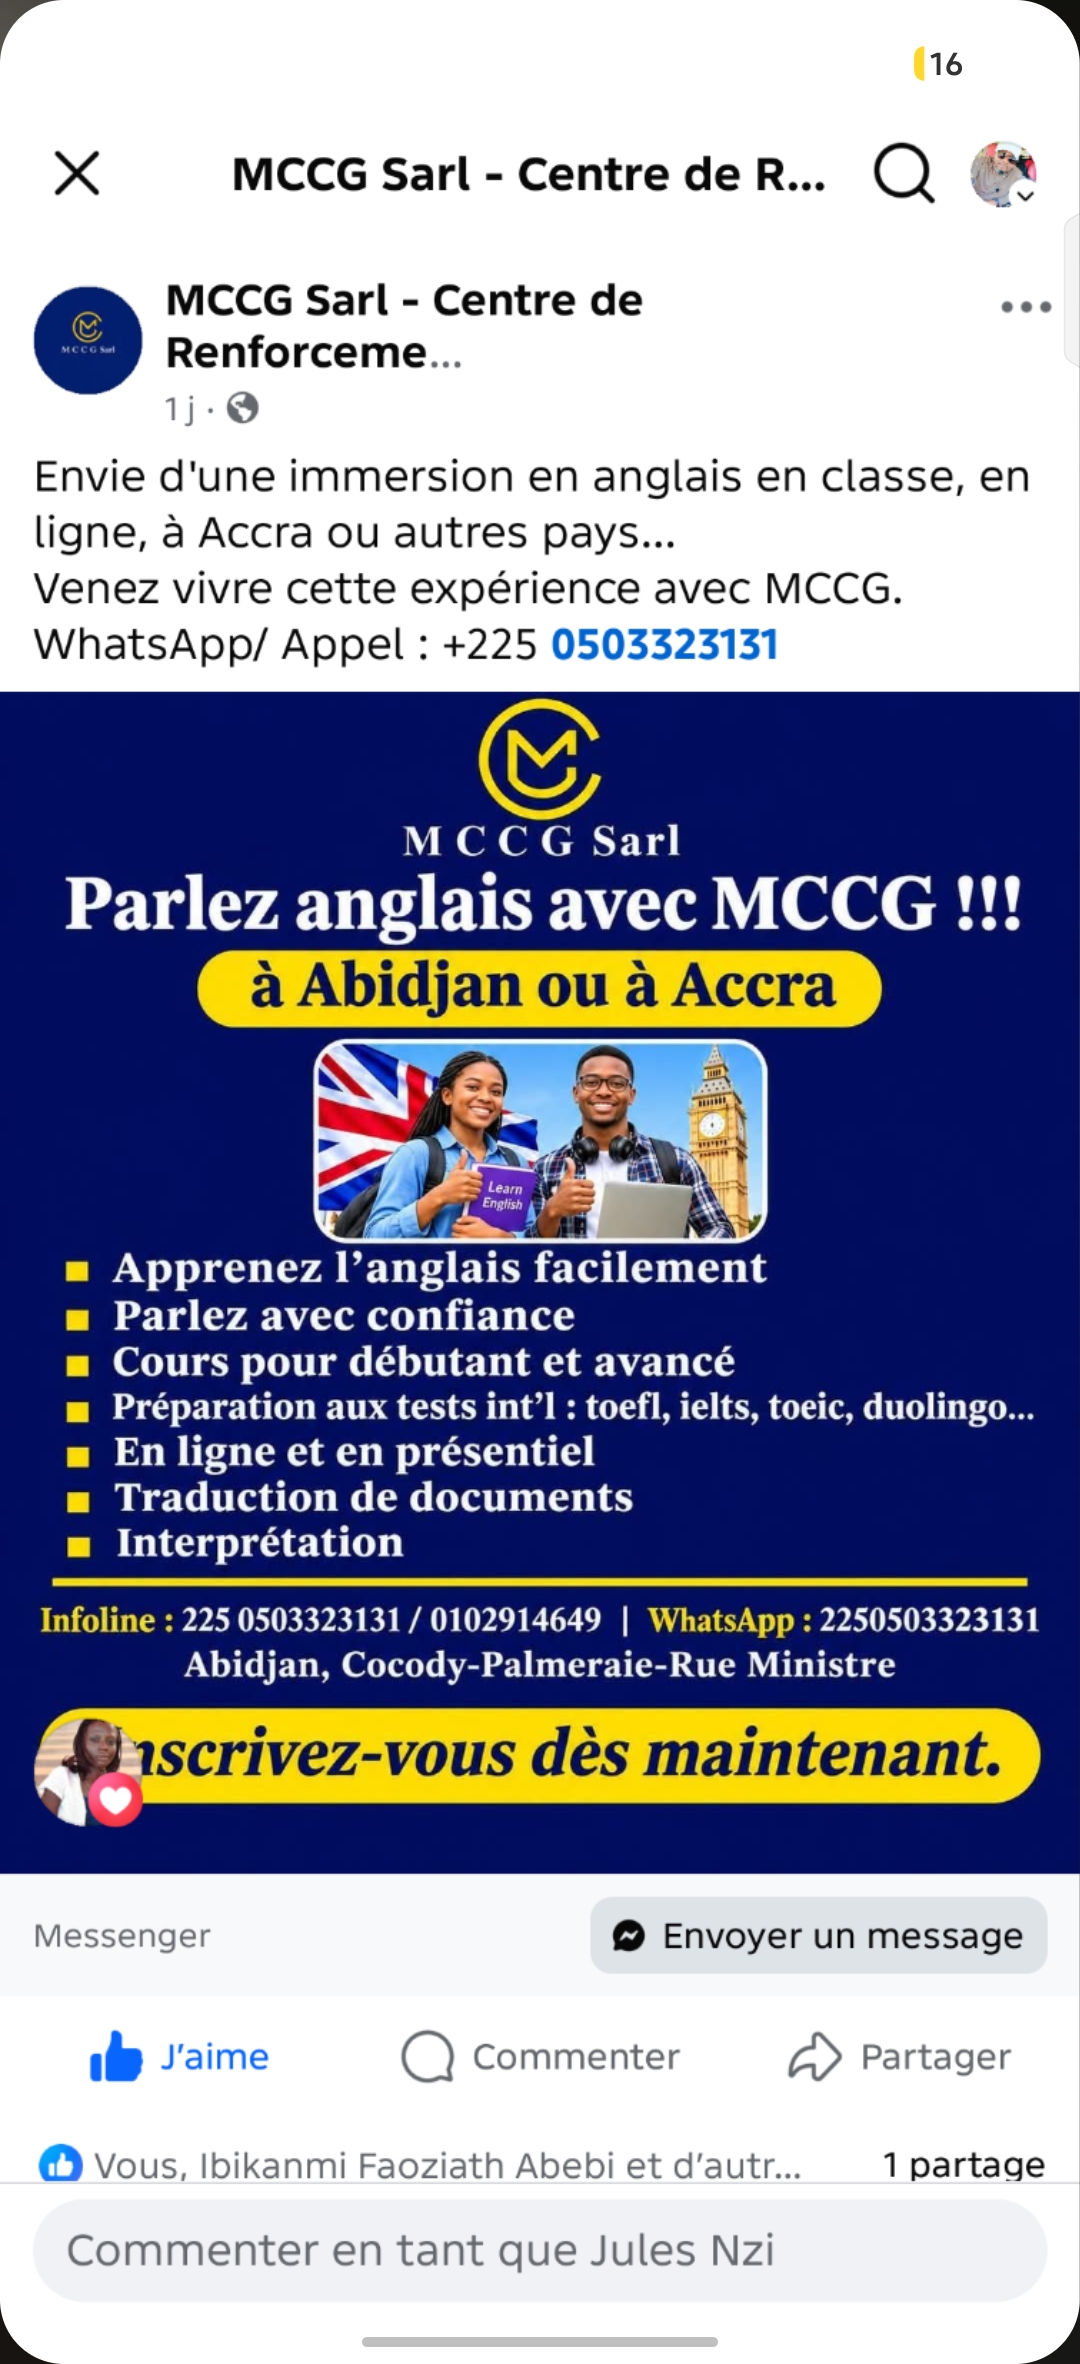 16
MCCG Sarl - Centre de R...
MCCG Sarl - Centre de
Renforceme...
MCCG Sarl
1 j ·
Envie d'une immersion en anglais en classe, en
ligne, à Accra ou autres pays...
Venez vivre cette expérience avec MCCG.
WhatsApp/ Appel : +225 0503323131
MCCG Sarl
Parlez anglais avec MCCG !!!
à Abidjan ou à Accra
Learn
English
Apprenez l’anglais facilement
Parlez avec confiance
Cours pour débutant et avancé
Préparation aux tests int’l : toefl, ielts, toeic, duolingo...
En ligne et en présentiel
Traduction de documents
Interprétation
Infoline : 225 0503323131 / 0102914649 | WhatsApp : 2250503323131
Abidjan, Cocody-Palmeraie-Rue Ministre
nscrivez-vous dès maintenant.
Messenger
Envoyer un message
J’aime
Commenter
Partager
Vous, Ibikanmi Faoziath Abebi et d’autr...
1 partage
Commenter en tant que Jules Nzi